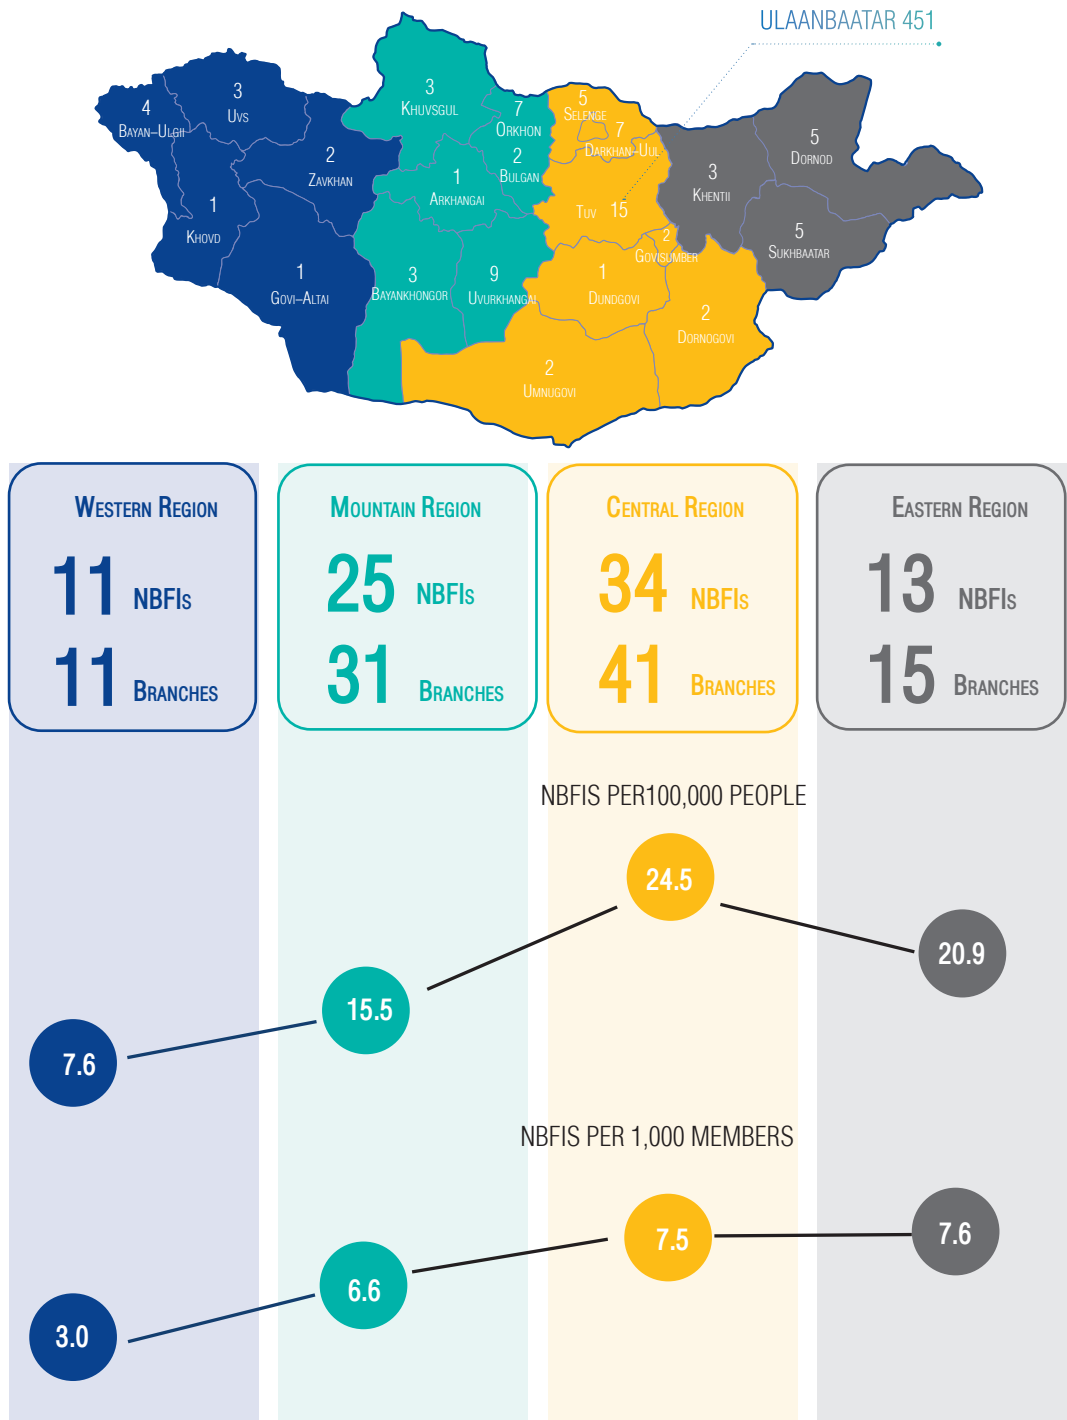 ULAANBAATAR 451
3
KHUVSGUL
4
BAYAN-ULGII
3
UVS
7
ORKHON
5
SELENGE
7
DARKHAN-UUL
5
DORNOD
2
ZAVKHAN
2
BULGAN
1
ARKHANGAI
3
KHENTII
1
KHOVD
TUV 15
2
GOVISUMBER
5
SUKHBAATAR
1
GOVI-ALTAI
3
BAYANKHONGOR
9
UVURKHANGAI
1
DUNDGOVI
2
DORNOGOVI
2
UMNUGOVI
WESTERN REGION
11 NBFIS
11 BRANCHES
MOUNTAIN REGION
25 NBFIS
31 BRANCHES
CENTRAL REGION
34 NBFIS
41 BRANCHES
EASTERN REGION
13 NBFIS
15 BRANCHES
NBFIS PER100,000 PEOPLE
7.6
15.5
24.5
20.9
NBFIS PER 1,000 MEMBERS
3.0
6.6
7.5
7.6